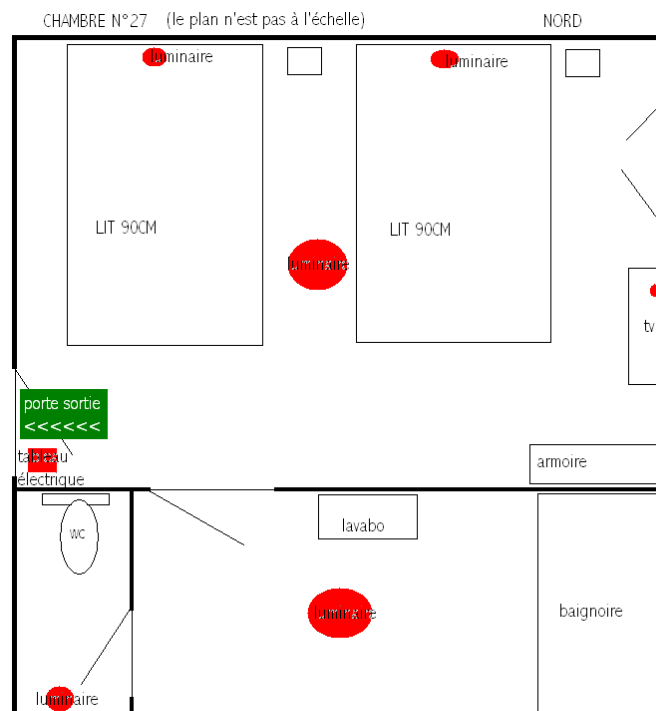 CHAMBRE N°27 (le plan n'est pas à l'échelle) NORD
luminaire
luminaire
LIT 90CM
LIT 90CM
luminaire
tv
porte sortie
<<<<<<
tableau
électrique
armoire
lavabo
wc
luminaire
baignoire
luminaire